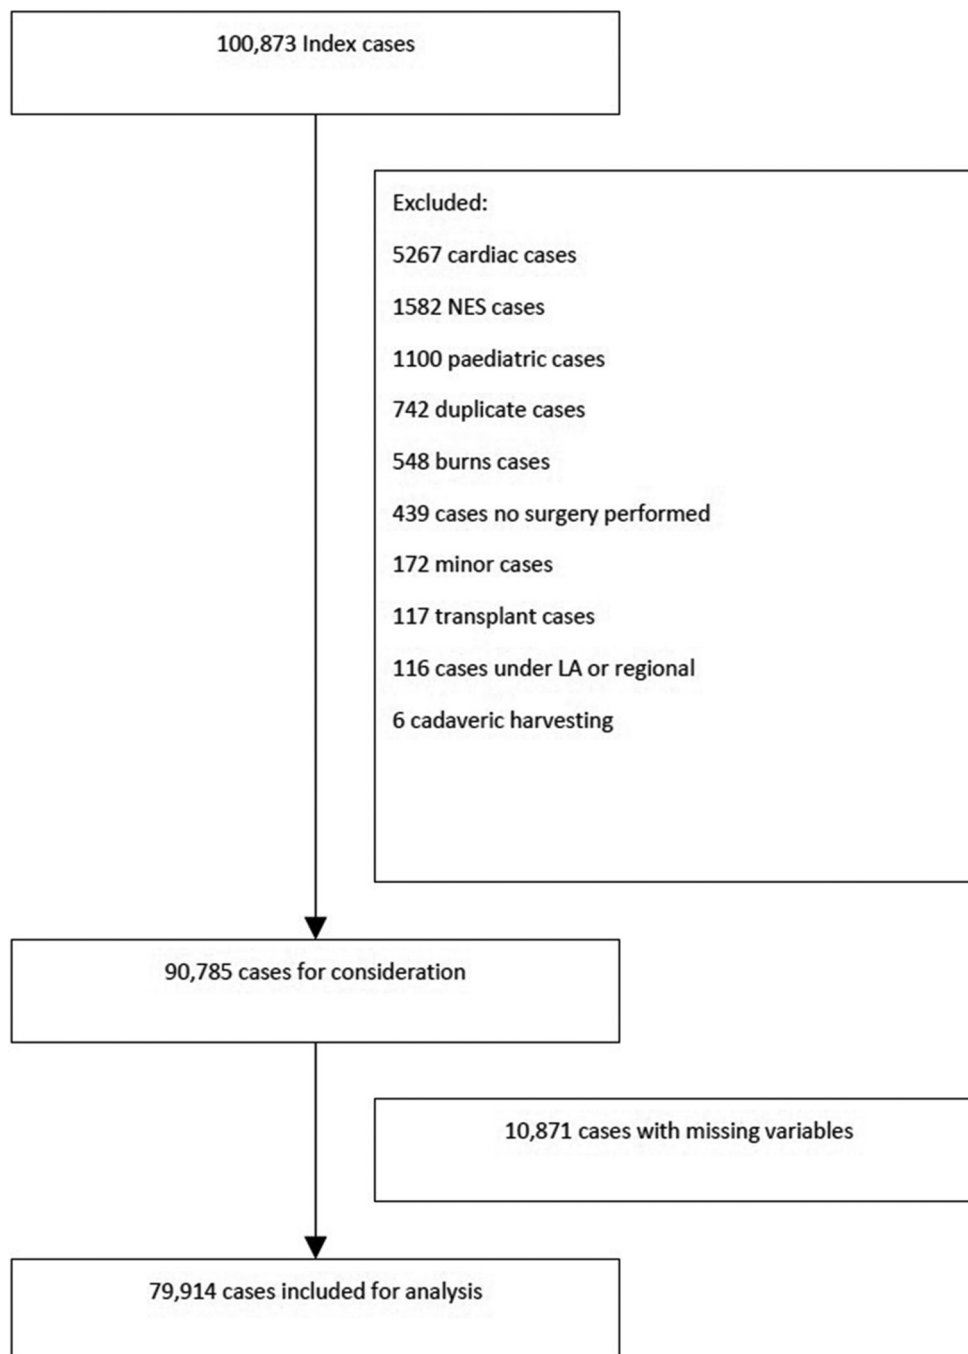 100,873 Index cases
Excluded:
5267 cardiac cases
1582 NES cases
1100 paediatric cases
742 duplicate cases
548 burns cases
439 cases no surgery performed
172 minor cases
117 transplant cases
116 cases under LA or regional
6 cadaveric harvesting
90,785 cases for consideration
10,871 cases with missing variables
79,914 cases included for analysis